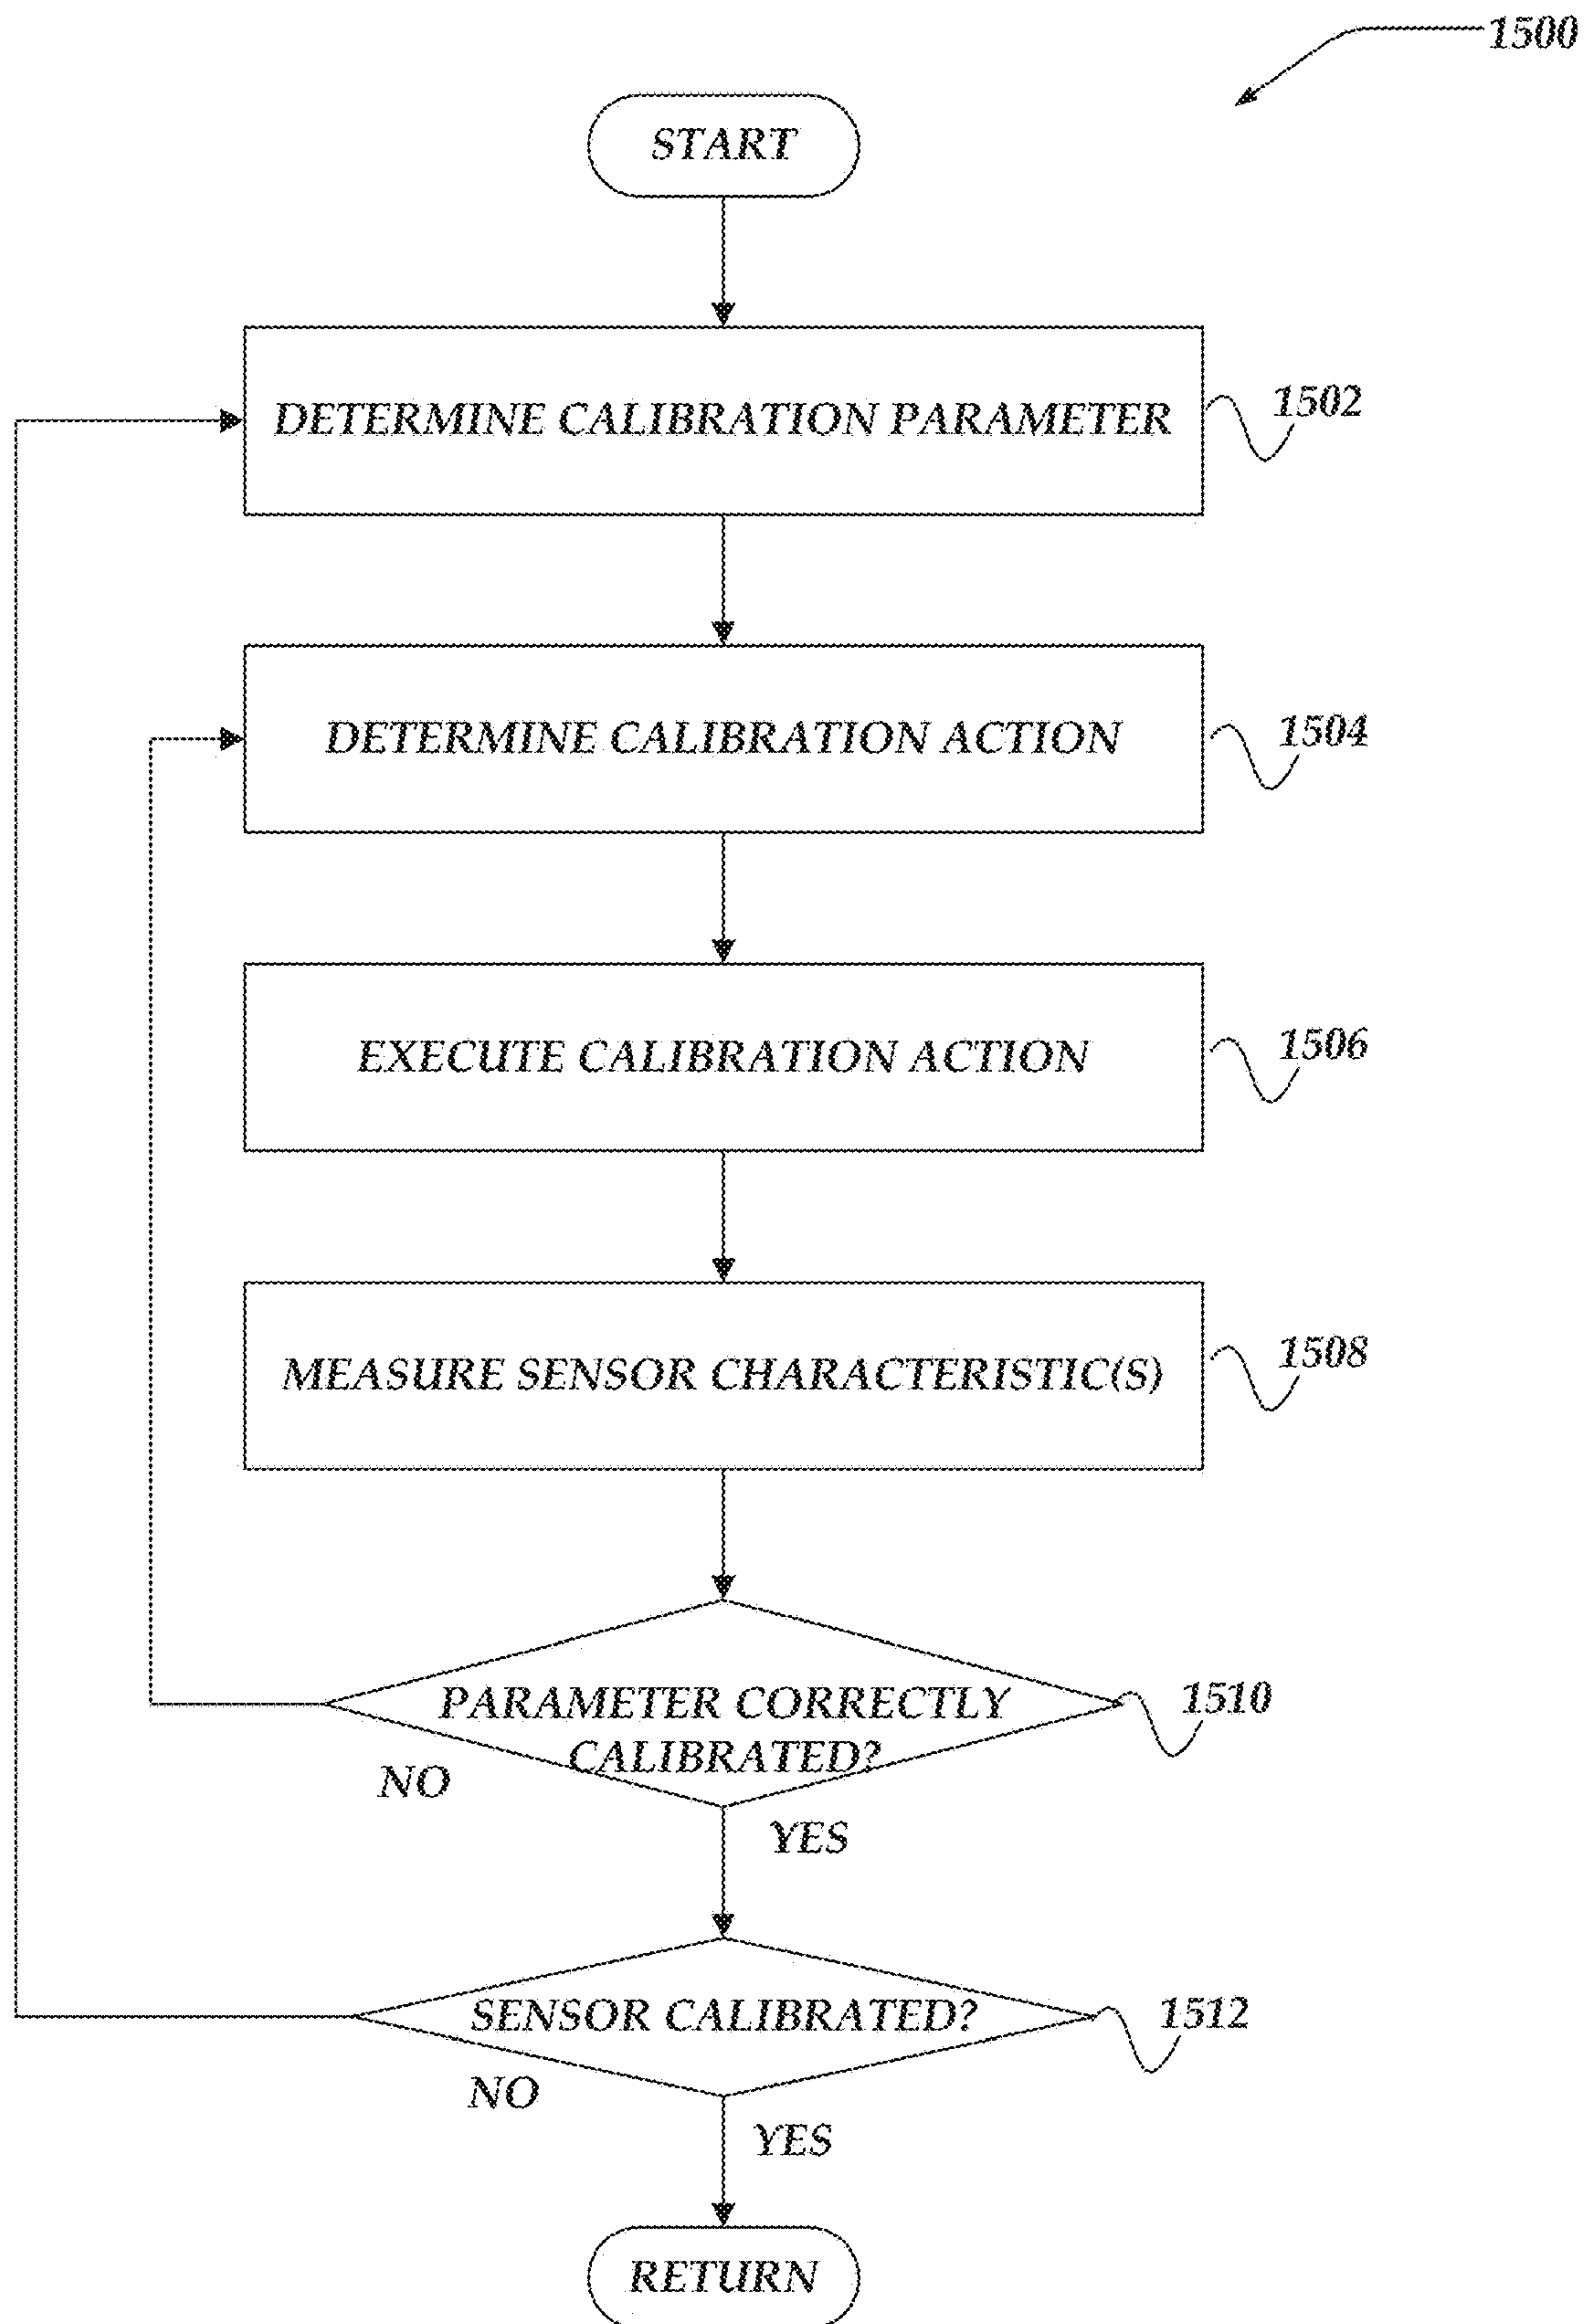 1500
START
DETERMINE CALIBRATION PARAMETER
1502
DETERMINE CALIBRATION ACTION
1504
EXECUTE CALIBRATION ACTION
1506
MEASURE SENSOR CHARACTERISTIC(S)
1508
PARAMETER CORRECTLY
CALIBRATED?
1510
NO
YES
SENSOR CALIBRATED?
1512
NO
YES
RETURN